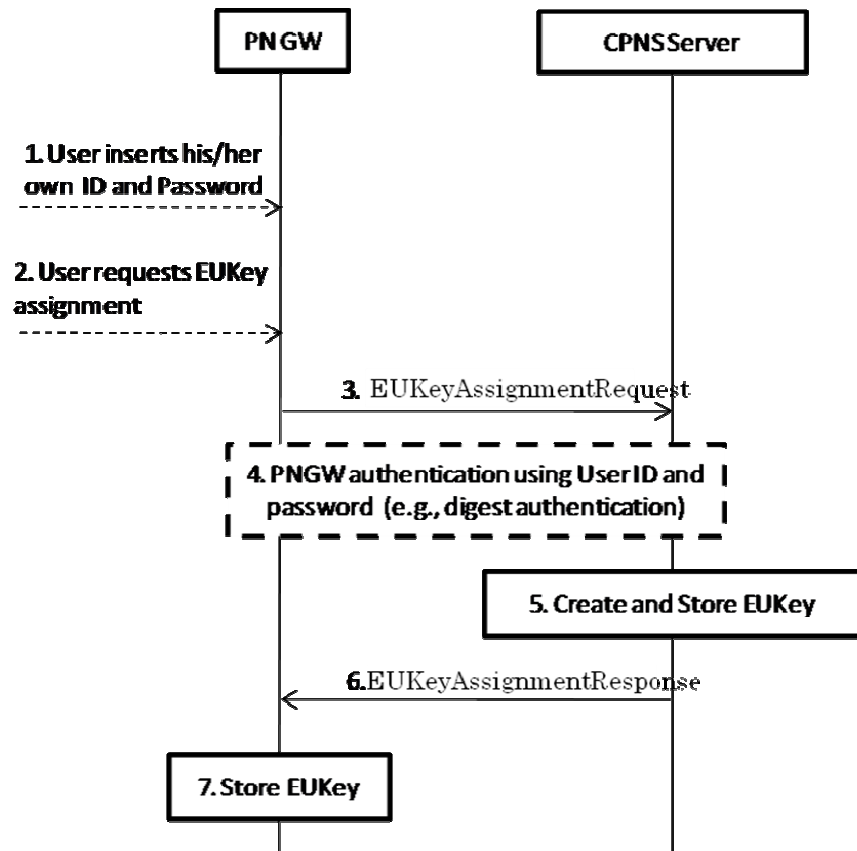 PNGW
CPNS Server
1. User inserts his/her
own ID and Password
2. User requests EUKey
assignment
3. EUKeyAssignmentRequest
4. PNGW authentication using User ID and
password (e.g., digest authentication)
5. Create and Store EUKey
6.EUKeyAssignmentResponse
7. Store EUKey